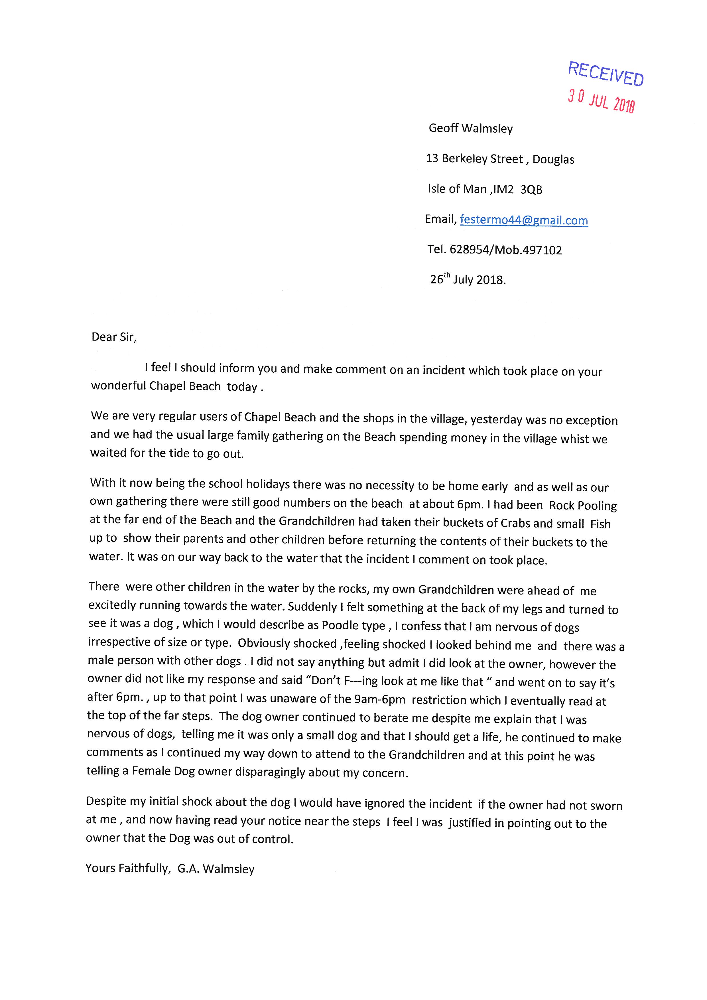 RECEIVED
30 JUL 2018
Geoff Walmsley
13 Berkeley Street , Douglas
Isle of Man ,IM2  3QB
Email, festermo44@gmail.com
Tel. 628954/Mob.497102
26th July 2018.
Dear Sir,
I feel I should inform you and make comment on an incident which took place on your
wonderful Chapel Beach  today .
We are very regular users of Chapel Beach and the shops in the village, yesterday was no exception
and we had the usual large family gathering on the Beach spending money in the village whist we
waited for the tide to go out.
With it now being the school holidays there was no necessity to be home early  and as well as our
own gathering there were still good numbers on the beach  at about 6pm. I had been  Rock Pooling
at the far end of the Beach and the Grandchildren had taken their buckets of Crabs and small  Fish
up to  show their parents and other children before returning the contents of their buckets to the
water. It was on our way back to the water that the incident I comment on took place.
There  were other children in the water by the rocks, my own Grandchildren were ahead of  me
excitedly running towards the water. Suddenly I felt something at the back of my legs and turned to
see it was a dog , which I would describe as Poodle type , I confess that I am nervous of dogs
irrespective of size or type.  Obviously shocked ,feeling shocked I looked behind me  and  there was a
male person with other dogs . I did not say anything but admit I did look at the owner, however the
owner did not like my response and said “Don’t F---ing look at me like that “ and went on to say it’s
after 6pm. , up to that point I was unaware of the 9am-6pm  restriction which I eventually read at
the top of the far steps.  The dog owner continued to berate me despite me explain that I was
nervous of dogs,  telling me it was only a small dog and that I should get a life, he continued to make
comments as I continued my way down to attend to the Grandchildren and at this point he was
telling a Female Dog owner disparagingly about my concern.
Despite my initial shock about the dog I would have ignored the incident  if the owner had not sworn
at me , and now having read your notice near the steps  I feel I was  justified in pointing out to the
owner that the Dog was out of control.
Yours Faithfully,  G.A. Walmsley